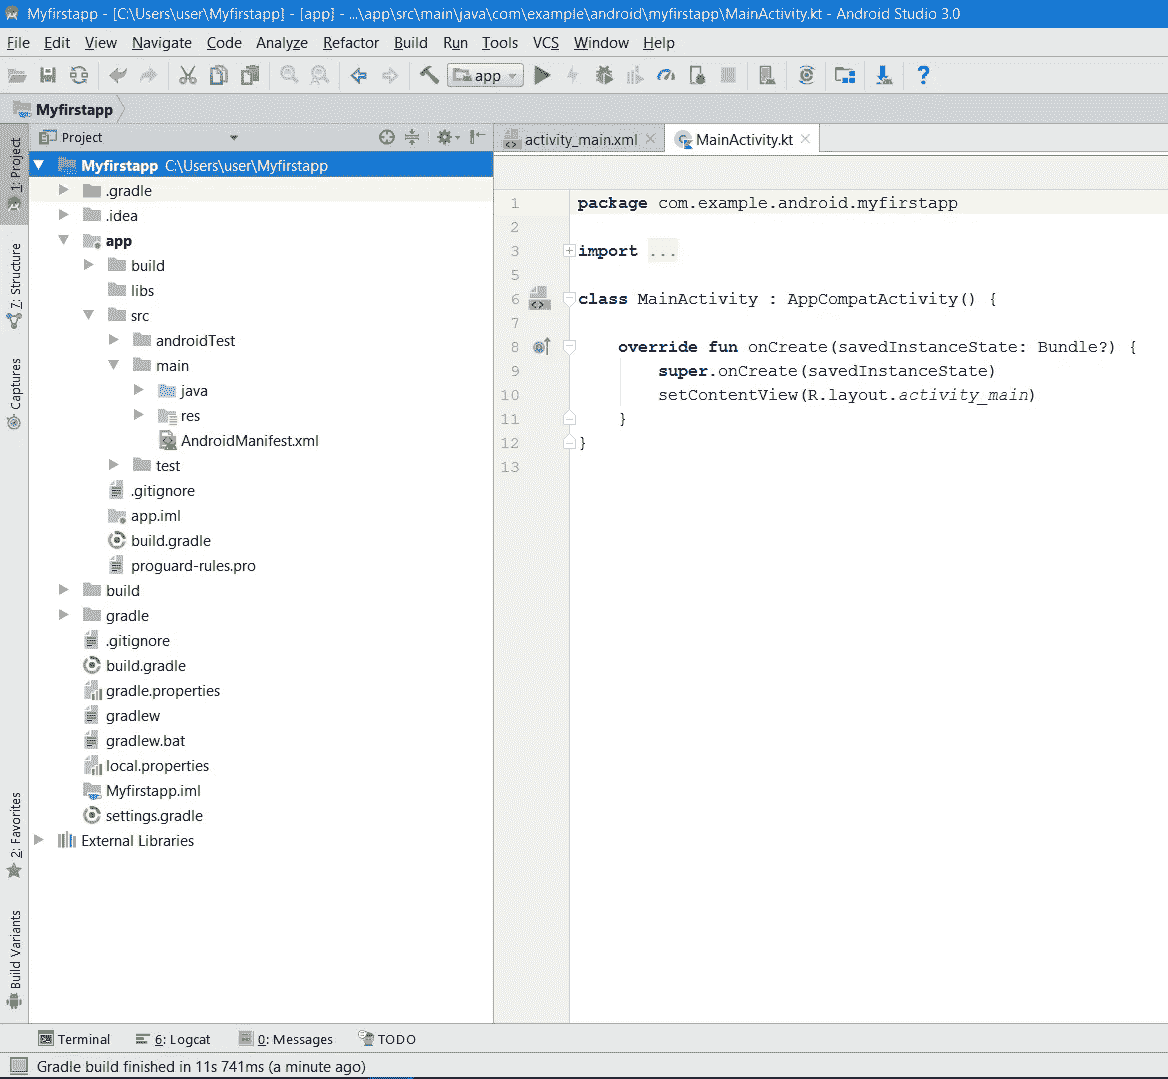 Myfirstapp - [C:\Users\user\Myfirstapp] - [app] - ...\app\src\main\java\com\example\android\myfirstapp\MainActivity.kt - Android Studio 3.0
File Edit View Navigate Code Analyze Refactor Build Run Tools VCS Window Help
app
Myfirstapp
Project
activity_main.xml
MainActivity.kt
1: Project
7: Structure
Captures
2: Favorites
Build Variants
Myfirstapp C:\Users\user\Myfirstapp
.gradle
.idea
app
build
libs
src
androidTest
main
java
res
AndroidManifest.xml
test
.gitignore
app.iml
build.gradle
proguard-rules.pro
build
gradle
.gitignore
build.gradle
gradle.properties
gradlew
gradlew.bat
local.properties
Myfirstapp.iml
settings.gradle
External Libraries
1 package com.example.android.myfirstapp
2
3 import ...
5
6 class MainActivity : AppCompatActivity() {
7
8 override fun onCreate(savedInstanceState: Bundle?) {
9 super.onCreate(savedInstanceState)
10 setContentView(R.layout.activity_main)
11 }
12 }
13
Terminal 6: Logcat 0: Messages TODO
Gradle build finished in 11s 741ms (a minute ago)